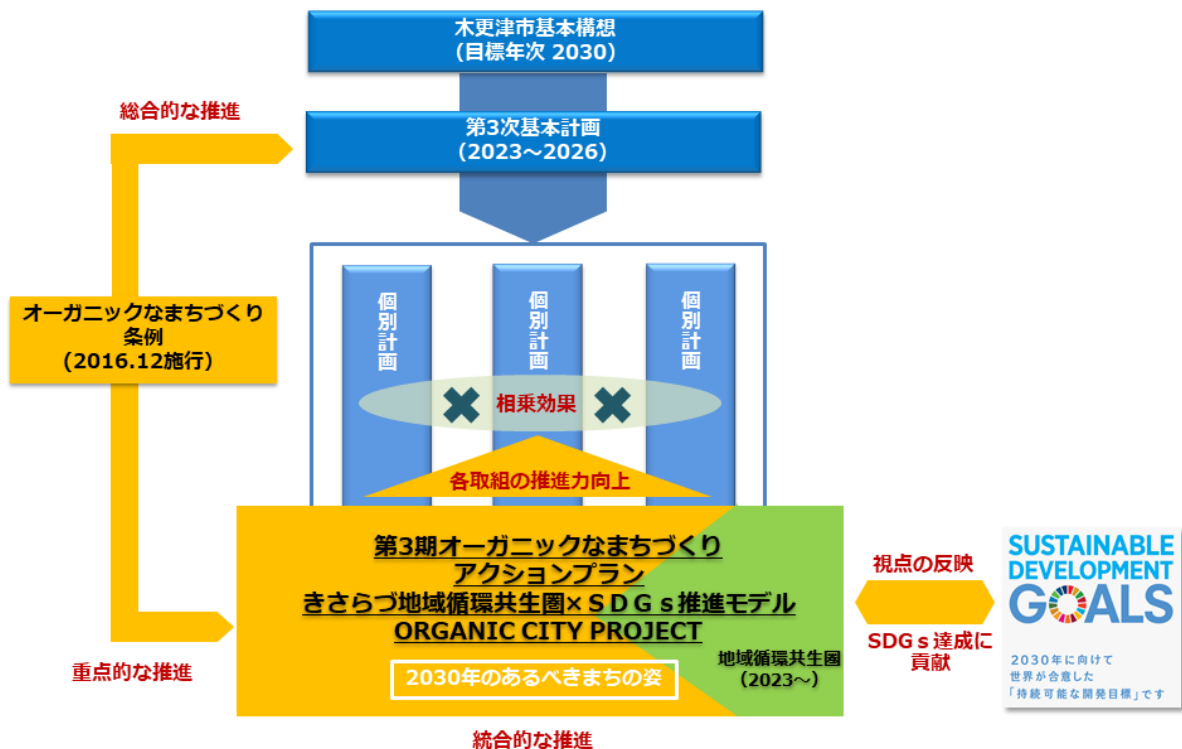 木更津市基本構想
(目標年次 2030)
総合的な推進
第3次基本計画
(2023～2026)
オーガニックなまちづくり
条例
(2016.12施行)
個別計画
個別計画
個別計画
相乗効果
各取組の推進力向上
第3期オーガニックなまちづくり
アクションプラン
きさらづ地域循環共生圏×ＳＤＧｓ推進モデル
ORGANIC CITY PROJECT
2030年のあるべきまちの姿
地域循環共生圏
(2023～)
重点的な推進
統合的な推進
視点の反映
SDGｓ達成に
貢献
SUSTAINABLE
DEVELOPMENT
GOALS
2030年に向けて
世界が合意した
「持続可能な開発目標」です